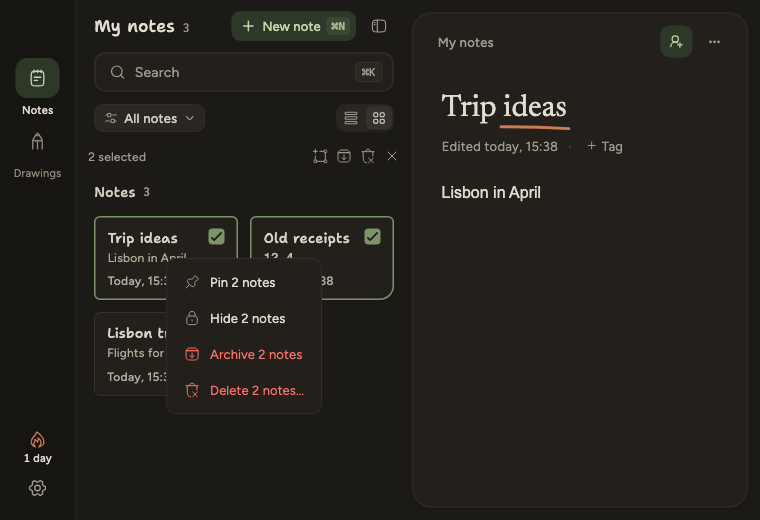 Notes
Drawings
1 day
My notes 3
New note ⌘N
Search ⌘K
All notes
2 selected
Notes 3
Trip ideas
Lisbon in April
Today, 15:3
Old receipts
38
Lisbon
Flights for
Today, 15:3
Pin 2 notes
Hide 2 notes
Archive 2 notes
Delete 2 notes...
My notes
Trip ideas
Edited today, 15:38 · + Tag
Lisbon in April